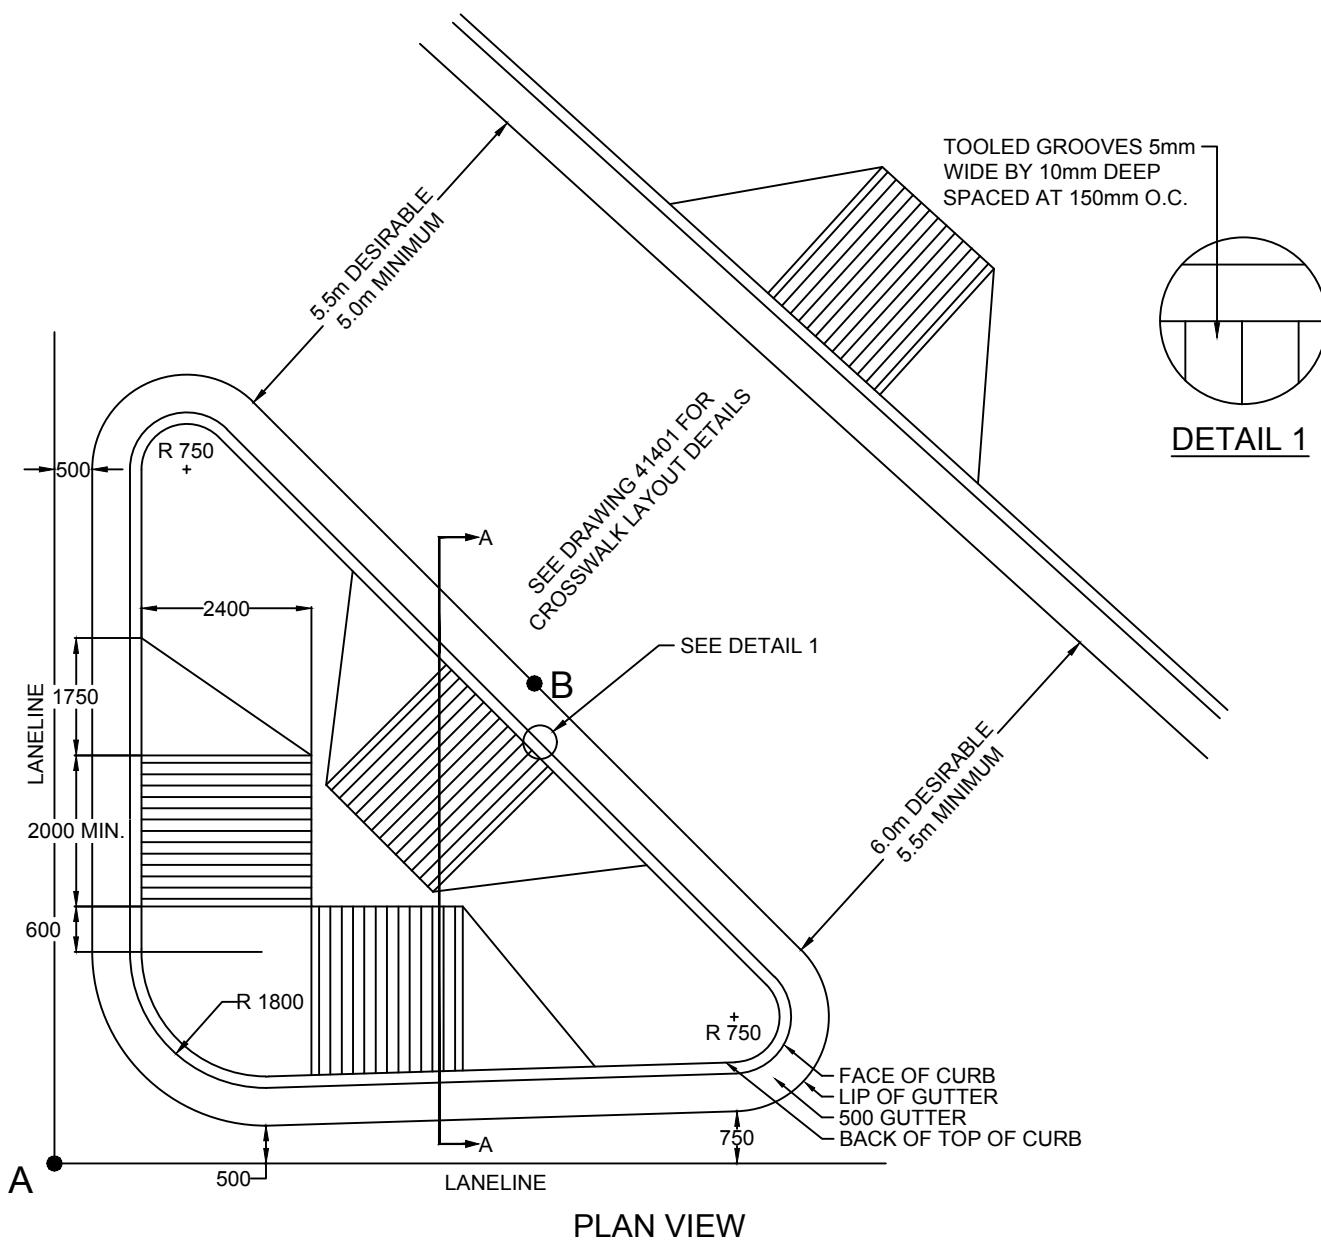 TOOLED GROOVES 5mm
WIDE BY 10mm DEEP
SPACED AT 150mm O.C.
DETAIL 1
5.5m DESIRABLE
5.0m MINIMUM
SEE DRAWING 41401 FOR
CROSSWALK LAYOUT DETAILS
R 750
500
A
2400
SEE DETAIL 1
B
LANELINE
1750
2000 MIN.
600
6.0m DESIRABLE
5.5m MINIMUM
R 1800
R 750
FACE OF CURB
LIP OF GUTTER
500 GUTTER
BACK OF TOP OF CURB
750
A
A
500
LANELINE
PLAN VIEW